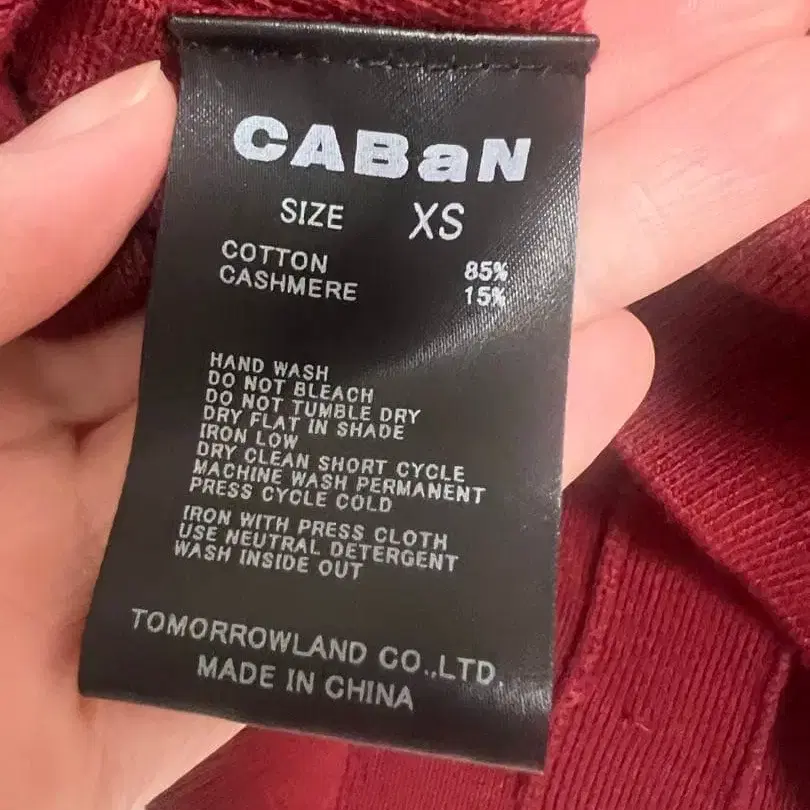 CABaN
SIZE XS
COTTON 85%
CASHMERE 15%
HAND WASH
DO NOT BLEACH
DO NOT TUMBLE DRY
DRY FLAT IN SHADE
IRON LOW
DRY CLEAN SHORT CYCLE
MACHINE WASH PERMANENT
PRESS CYCLE COLD
IRON WITH PRESS CLOTH
USE NEUTRAL DETERGENT
WASH INSIDE OUT
TOMORROWLAND CO.,LTD.
MADE IN CHINA